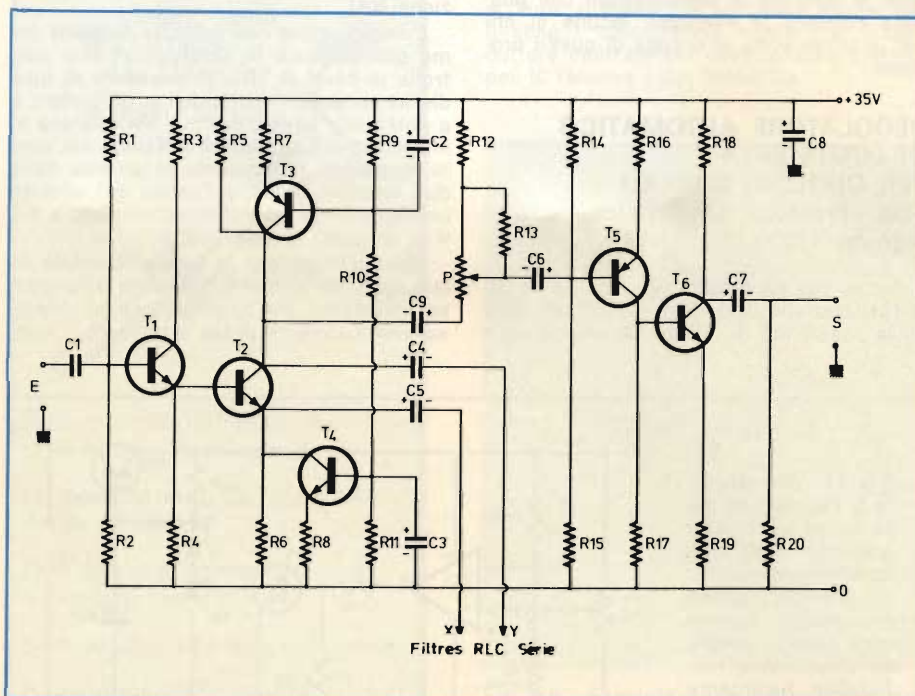 REGOLATORE AUTOMATICO
+35V
R1
R3
R5
R7
R9
C2
R12
R14
R16
R18
C8
T3
R13
R10
P
C6
T5
T6
C7
C9
T1
C1
E
T2
C4
C5
S
T4
R2
R4
R6
R8
R11
C3
R15
R17
R19
R20
0
X
Y
Filtres RLC Série